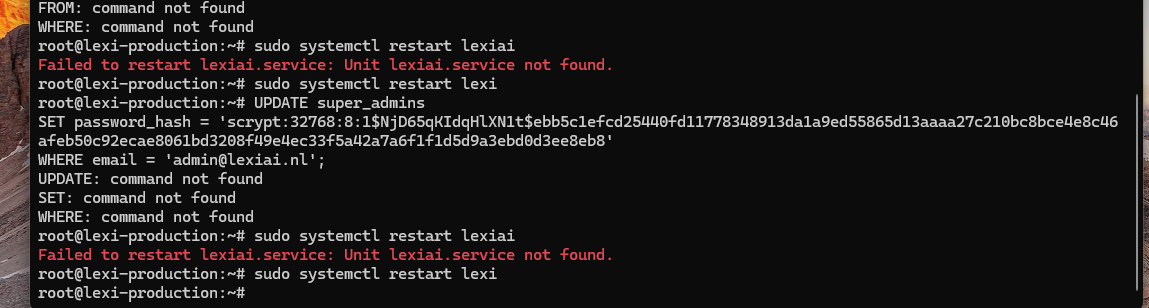 FROM: command not found
WHERE: command not found
root@lexi-production:~# sudo systemctl restart lexiai
Failed to restart lexiai.service: Unit lexiai.service not found.
root@lexi-production:~# sudo systemctl restart lexi
root@lexi-production:~# UPDATE super_admins
SET password_hash = 'scrypt:32768:8:1$NjD65qKIdqHlXN1t$ebb5c1efcd25440fd11778348913da1a9ed55865d13aaaa27c210bc8bce4e8c46
afeb50c92ecae8061bd3208f49e4ec33f5a42a7a6f1f1d5d9a3ebd0d3ee8eb8'
WHERE email = 'admin@lexiai.nl';
UPDATE: command not found
SET: command not found
WHERE: command not found
root@lexi-production:~# sudo systemctl restart lexiai
Failed to restart lexiai.service: Unit lexiai.service not found.
root@lexi-production:~# sudo systemctl restart lexi
root@lexi-production:~#